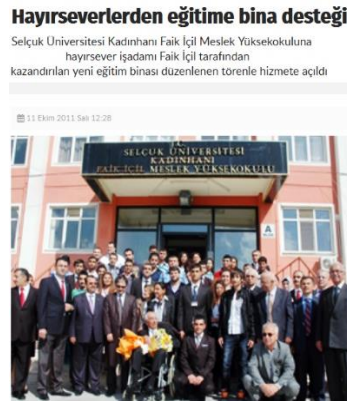 Hayırseverlerden eğitime bina desteği
Selçuk Üniversitesi Kadınhanı Faik İçil Meslek Yüksekokuluna
hayırsever işadamı Faik İçil tarafından
kazandırılan yeni eğitim binası düzenlenen törenle hizmete açıldı
11 Ekim 2011 Salı 12:28
T.C.
SELÇUK ÜNİVERSİTESİ
KADINHANI
FAİK İÇİL MESLEK YÜKSEKOKULU
A